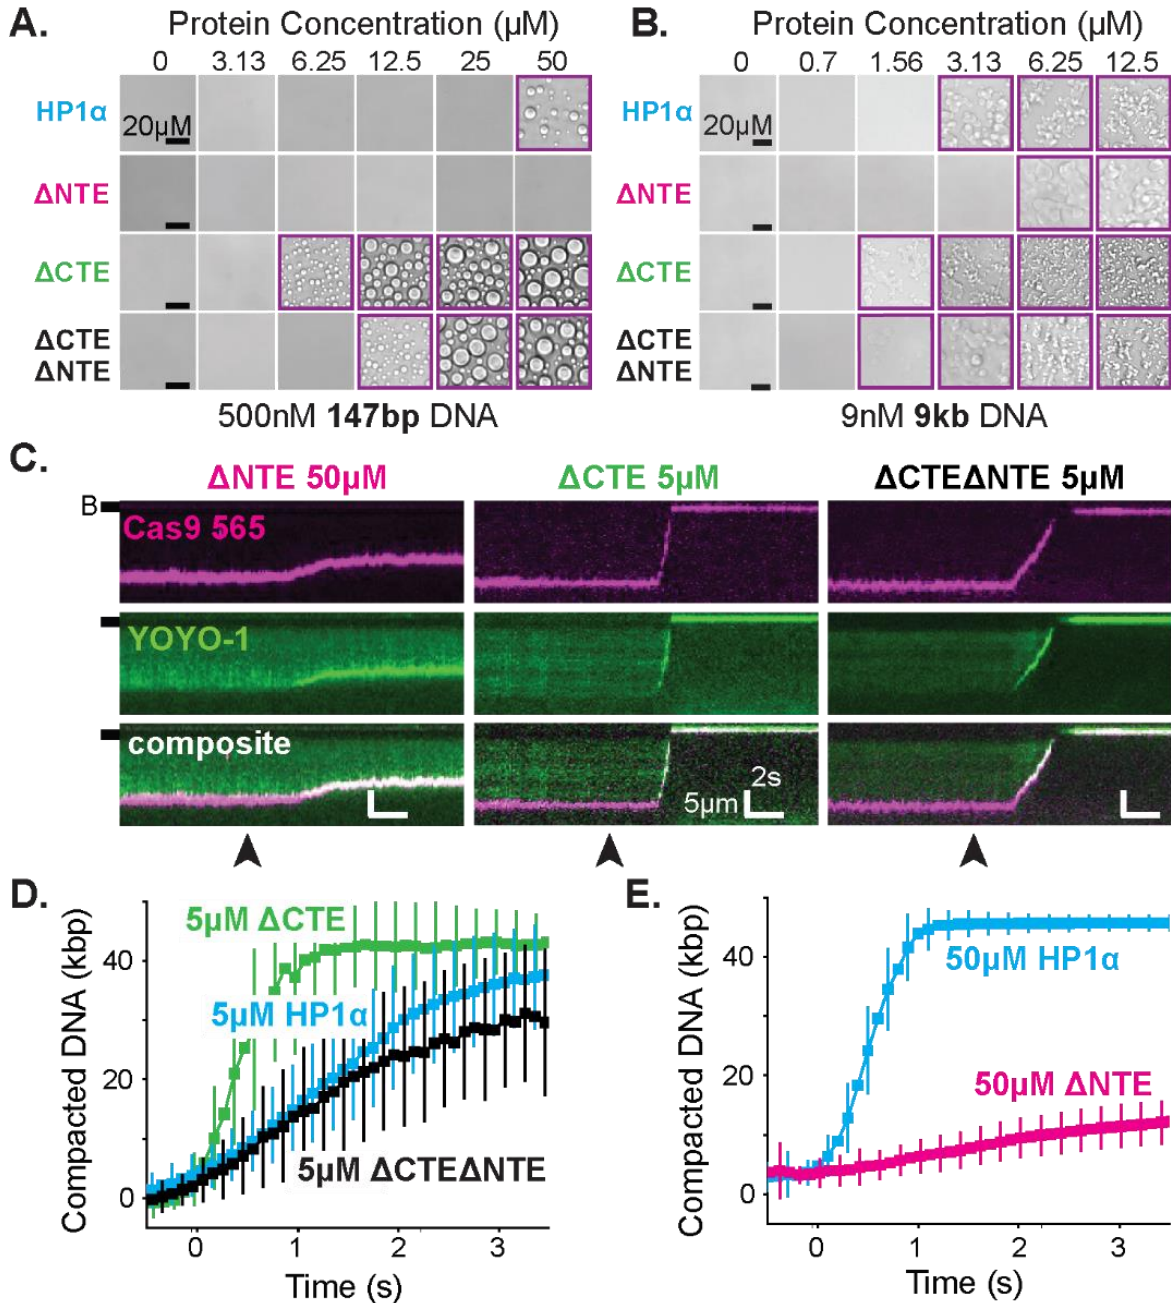 A.
Protein Concentration (µM)
0 3.13 6.25 12.5 25 50
HP1α
20µM
ΔNTE
ΔCTE
ΔCTE
ΔNTE
500nM 147bp DNA
B.
Protein Concentration (µM)
0 0.7 1.56 3.13 6.25 12.5
HP1α
20µM
ΔNTE
ΔCTE
ΔCTE
ΔNTE
9nM 9kb DNA
C.
ΔNTE 50µM
ΔCTE 5µM
ΔCTEΔNTE 5µM
B
Cas9 565
YOYO-1
composite
2s
5µm
D.
Compacted DNA (kbp)
40
20
0
5µM ΔCTE
5µM HP1α
5µM ΔCTEΔNTE
0 1 2 3
Time (s)
E.
Compacted DNA (kbp)
40
20
0
50µM HP1α
50µM ΔNTE
0 1 2 3
Time (s)